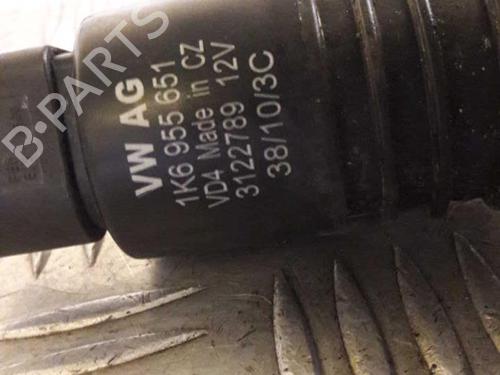 B-PARTS
VW AG
1K6 955 651
VD4 Made in CZ
3122789 12V
38/10/3C